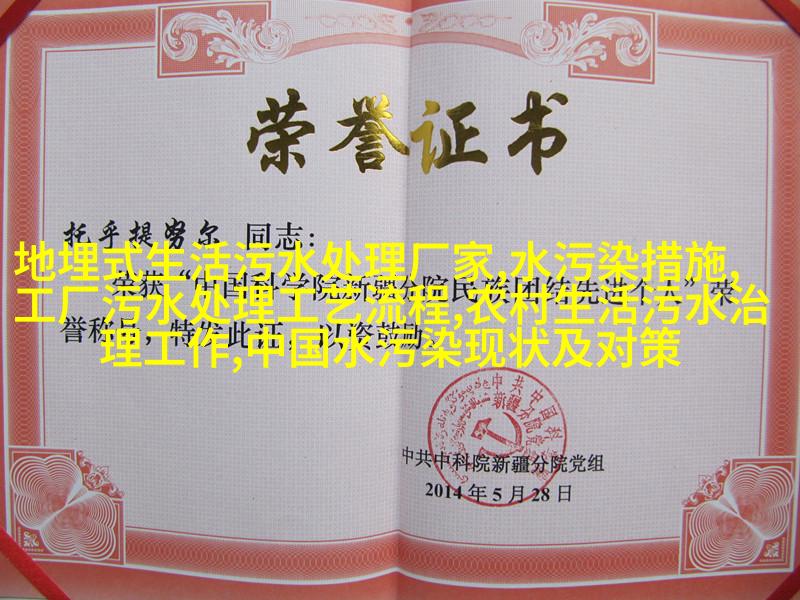 荣誉证书
托乎提努尔 同志:
荣获“中国科学院新疆分院民族团结先进个人”荣
誉称号，特发此证，以资鼓励。
地埋式生活污水处理厂家,水污染措施,
工厂污水处理工艺流程,农村生活污水治
理工作,中国水污染现状及对策
中共中科院新疆分院党组
2014年5月28日